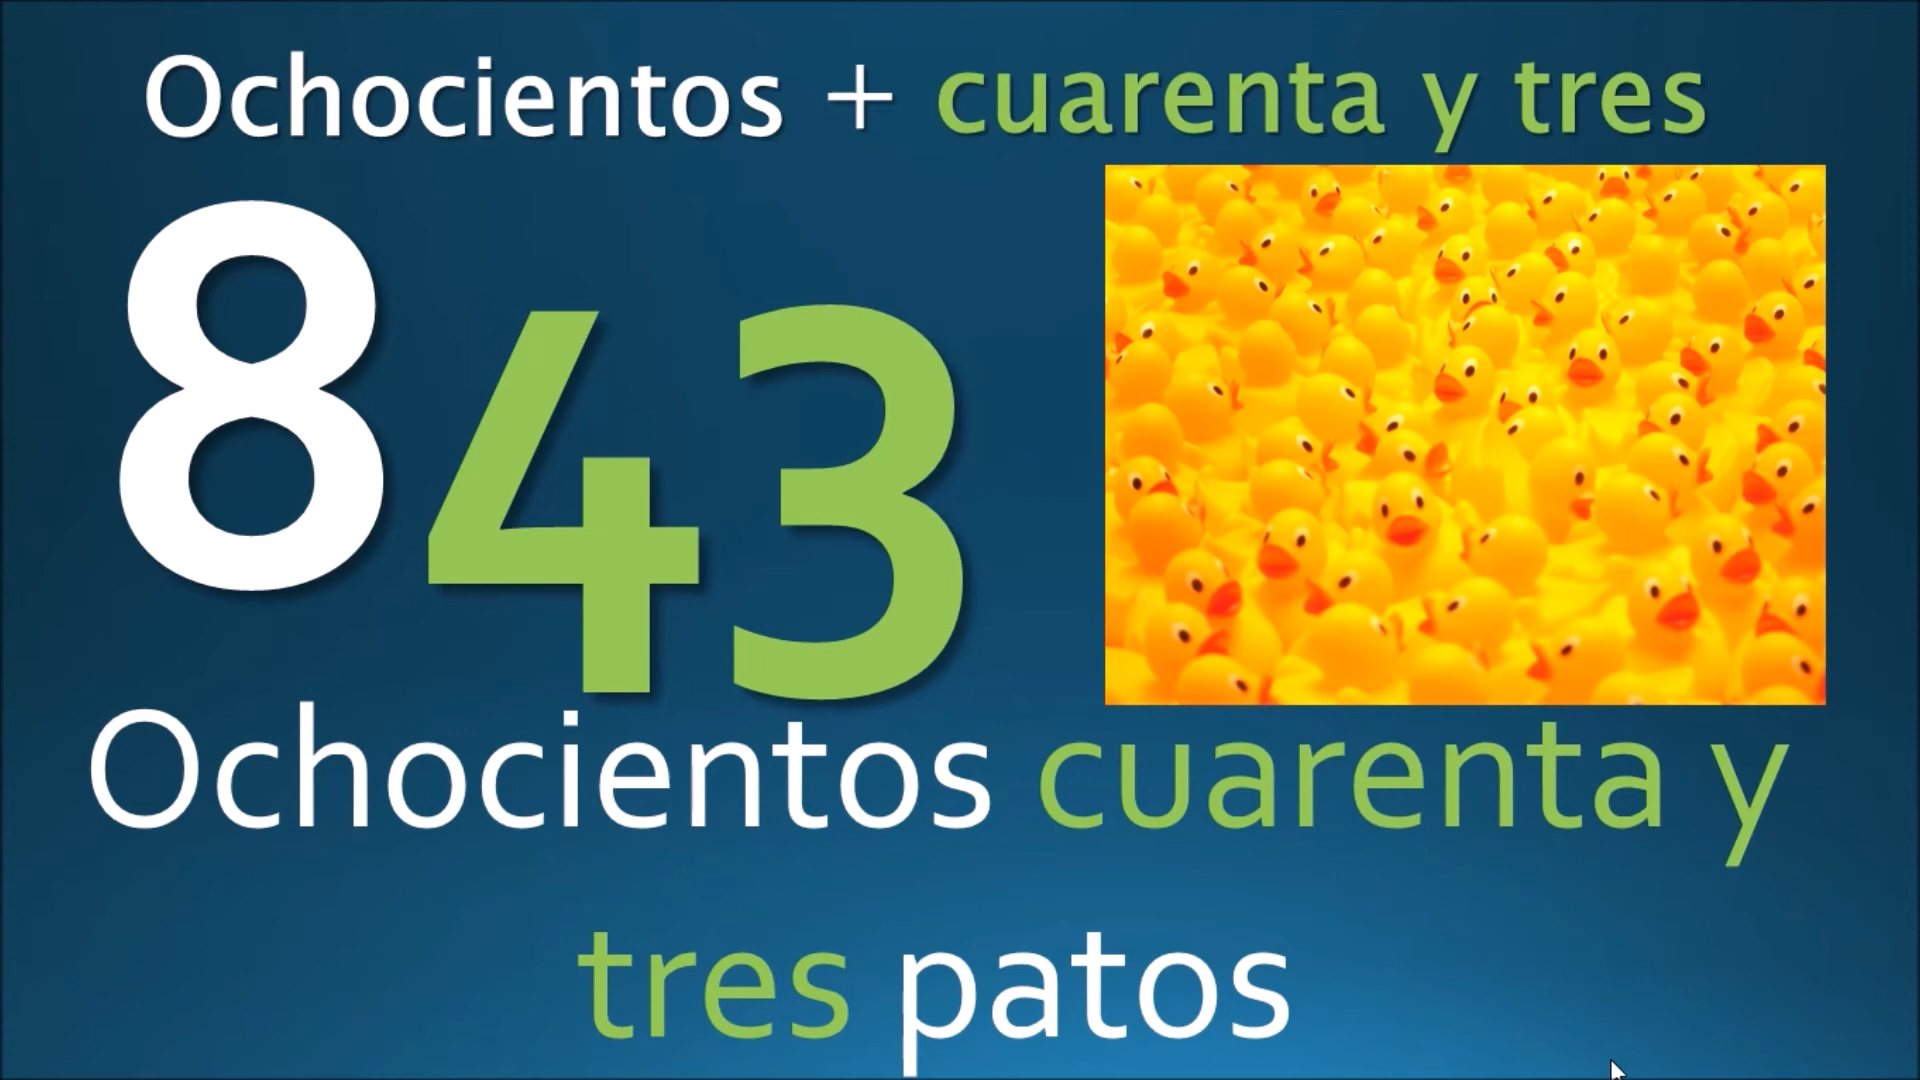 Ochocientos + cuarenta y tres
843
Ochocientos cuarenta y
tres patos